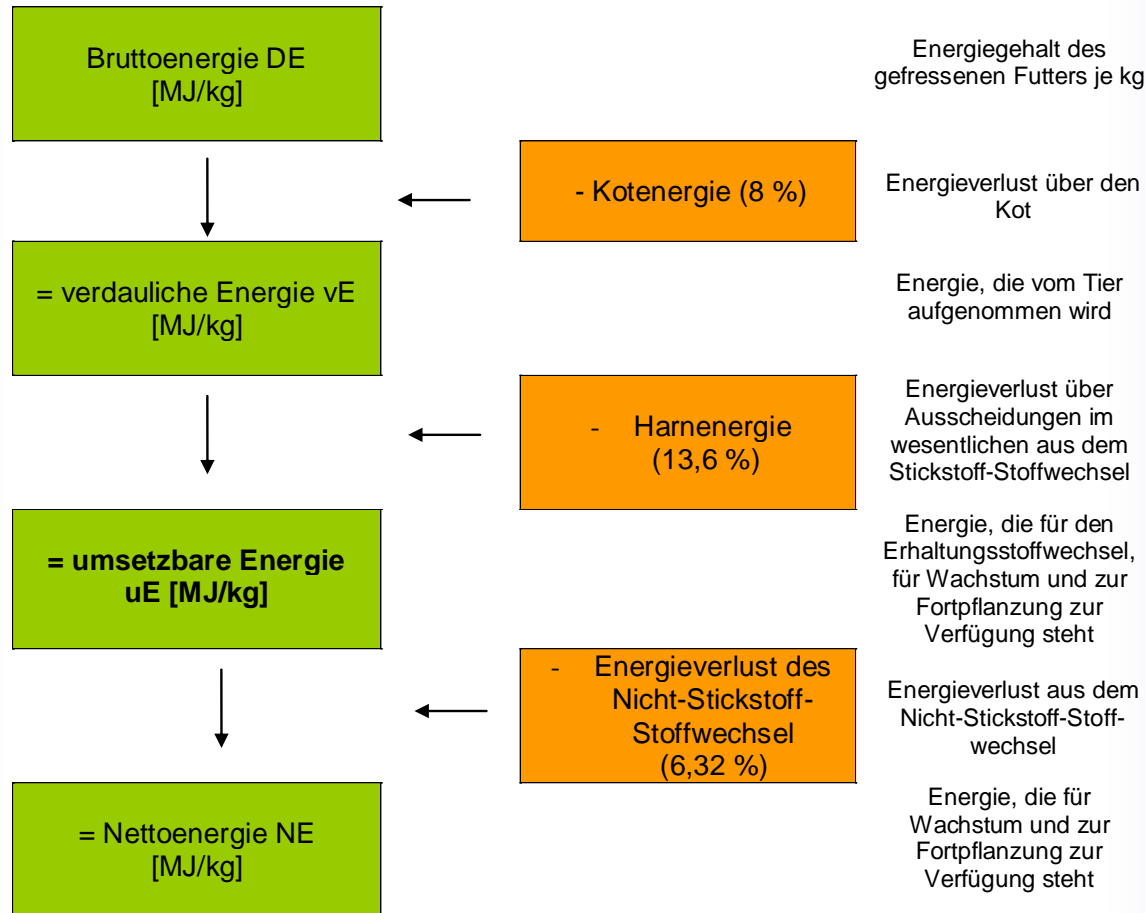 Bruttoenergie DE
[MJ/kg]
Energiegehalt des
gefressenen Futters je kg
- Kotenergie (8 %)
Energieverlust über den
Kot
= verdauliche Energie vE
[MJ/kg]
Energie, die vom Tier
aufgenommen wird
- Harnenergie
(13,6 %)
Energieverlust über
Ausscheidungen im
wesentlichen aus dem
Stickstoff-Stoffwechsel
= umsetzbare Energie
uE [MJ/kg]
Energie, die für den
Erhaltungsstoffwechsel,
für Wachstum und zur
Fortpflanzung zur
Verfügung steht
- Energieverlust des
Nicht-Stickstoff-
Stoffwechsel
(6,32 %)
Energieverlust aus dem
Nicht-Stickstoff-Stoff-
wechsel
= Nettoenergie NE
[MJ/kg]
Energie, die für
Wachstum und zur
Fortpflanzung zur
Verfügung steht